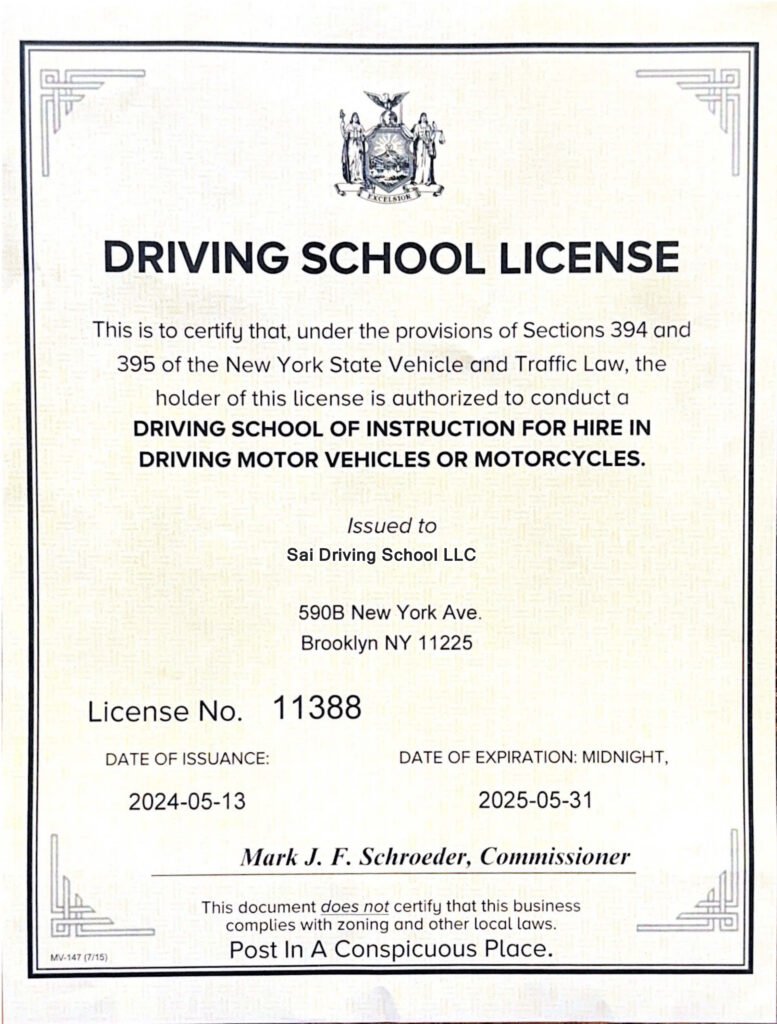 EXCELSIOR
DRIVING SCHOOL LICENSE
This is to certify that, under the provisions of Sections 394 and
395 of the New York State Vehicle and Traffic Law, the
holder of this license is authorized to conduct a
DRIVING SCHOOL OF INSTRUCTION FOR HIRE IN
DRIVING MOTOR VEHICLES OR MOTORCYCLES.
Issued to
Sai Driving School LLC
590B New York Ave.
Brooklyn NY 11225
License No. 11388
DATE OF ISSUANCE: DATE OF EXPIRATION: MIDNIGHT,
2024-05-13 2025-05-31
Mark J. F. Schroeder, Commissioner
This document does not certify that this business
complies with zoning and other local laws.
Post In A Conspicuous Place.
MV-147 (7/15)